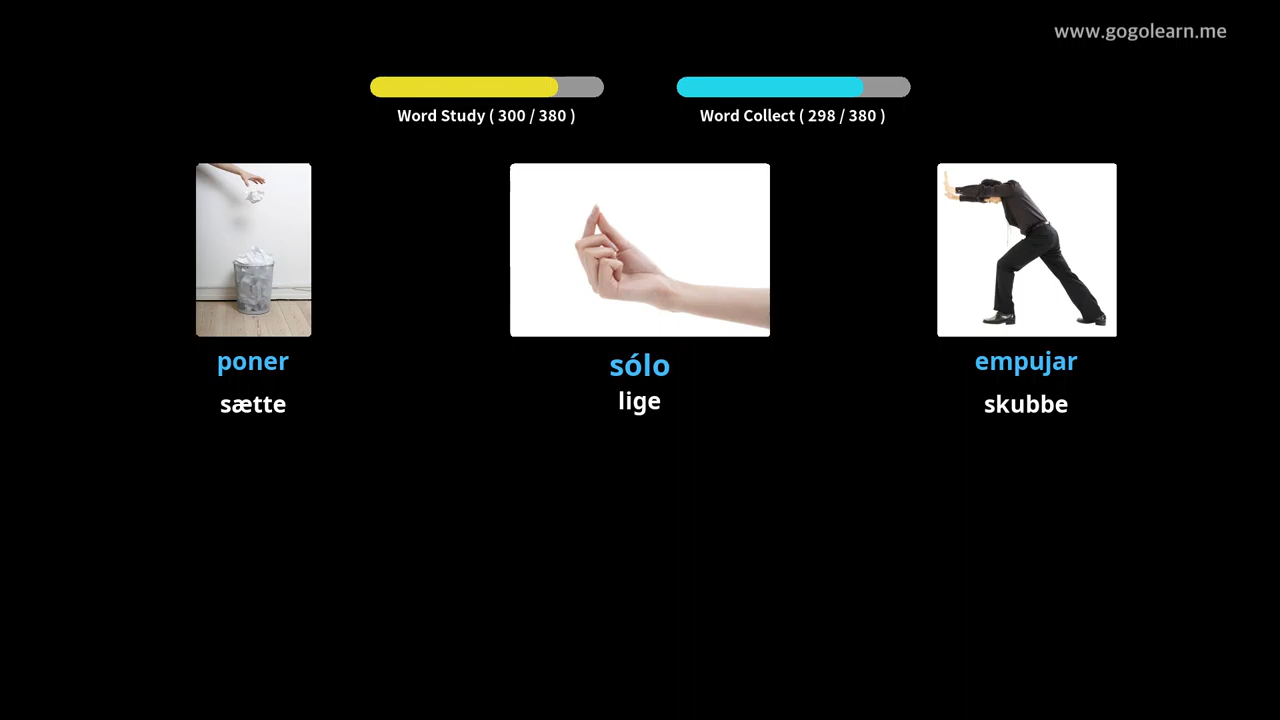 www.gogolearn.me
Word Study ( 300 / 380 )
Word Collect ( 298 / 380 )
poner
sólo
empujar
sætte
lige
skubbe